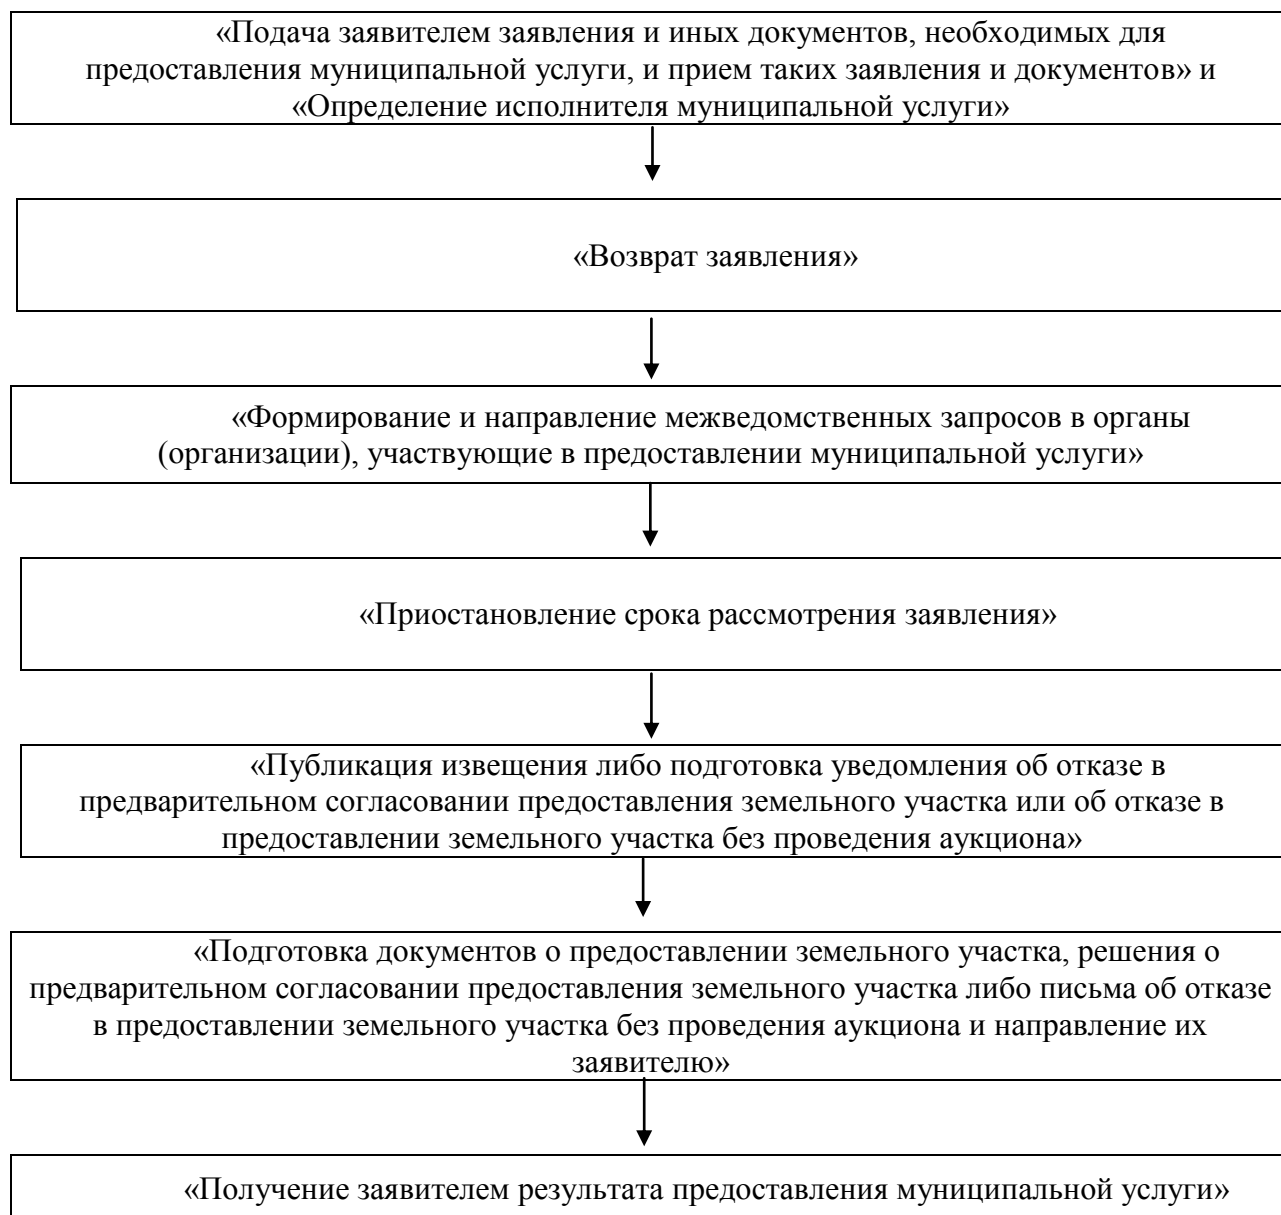 «Подача заявителем заявления и иных документов, необходимых для
предоставления муниципальной услуги, и прием таких заявления и документов» и
«Определение исполнителя муниципальной услуги»
«Возврат заявления»
«Формирование и направление межведомственных запросов в органы
(организации), участвующие в предоставлении муниципальной услуги»
«Приостановление срока рассмотрения заявления»
«Публикация извещения либо подготовка уведомления об отказе в
предварительном согласовании предоставления земельного участка или об отказе в
предоставлении земельного участка без проведения аукциона»
«Подготовка документов о предоставлении земельного участка, решения о
предварительном согласовании предоставления земельного участка либо письма об отказе
в предоставлении земельного участка без проведения аукциона и направление их
заявителю»
«Получение заявителем результата предоставления муниципальной услуги»